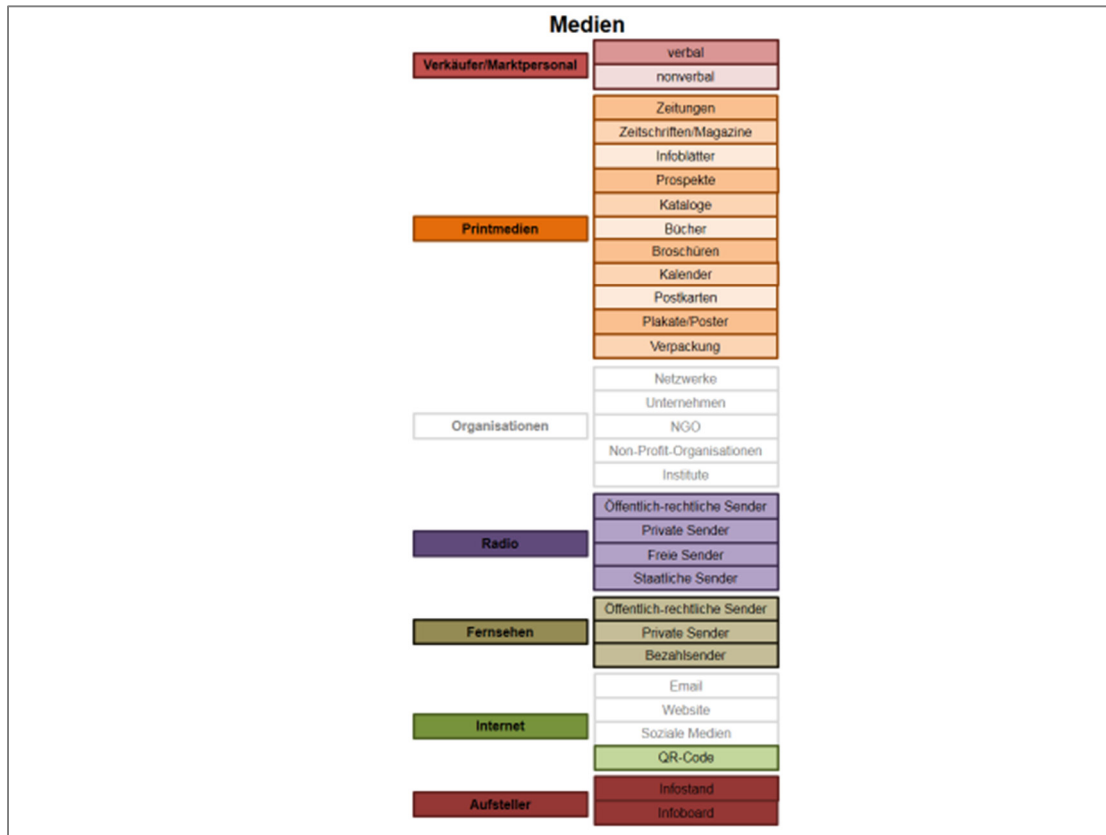 Medien
Verkäufer/Marktpersonal
verbal
nonverbal
Printmedien
Zeitungen
Zeitschriften/Magazine
Infoblätter
Prospekte
Kataloge
Bücher
Broschüren
Kalender
Postkarten
Plakate/Poster
Verpackung
Organisationen
Netzwerke
Unternehmen
NGO
Non-Profit-Organisationen
Institute
Radio
Öffentlich-rechtliche Sender
Private Sender
Freie Sender
Staatliche Sender
Fernsehen
Öffentlich-rechtliche Sender
Private Sender
Bezahlsender
Internet
Email
Website
Soziale Medien
QR-Code
Aufsteller
Infostand
Infoboard